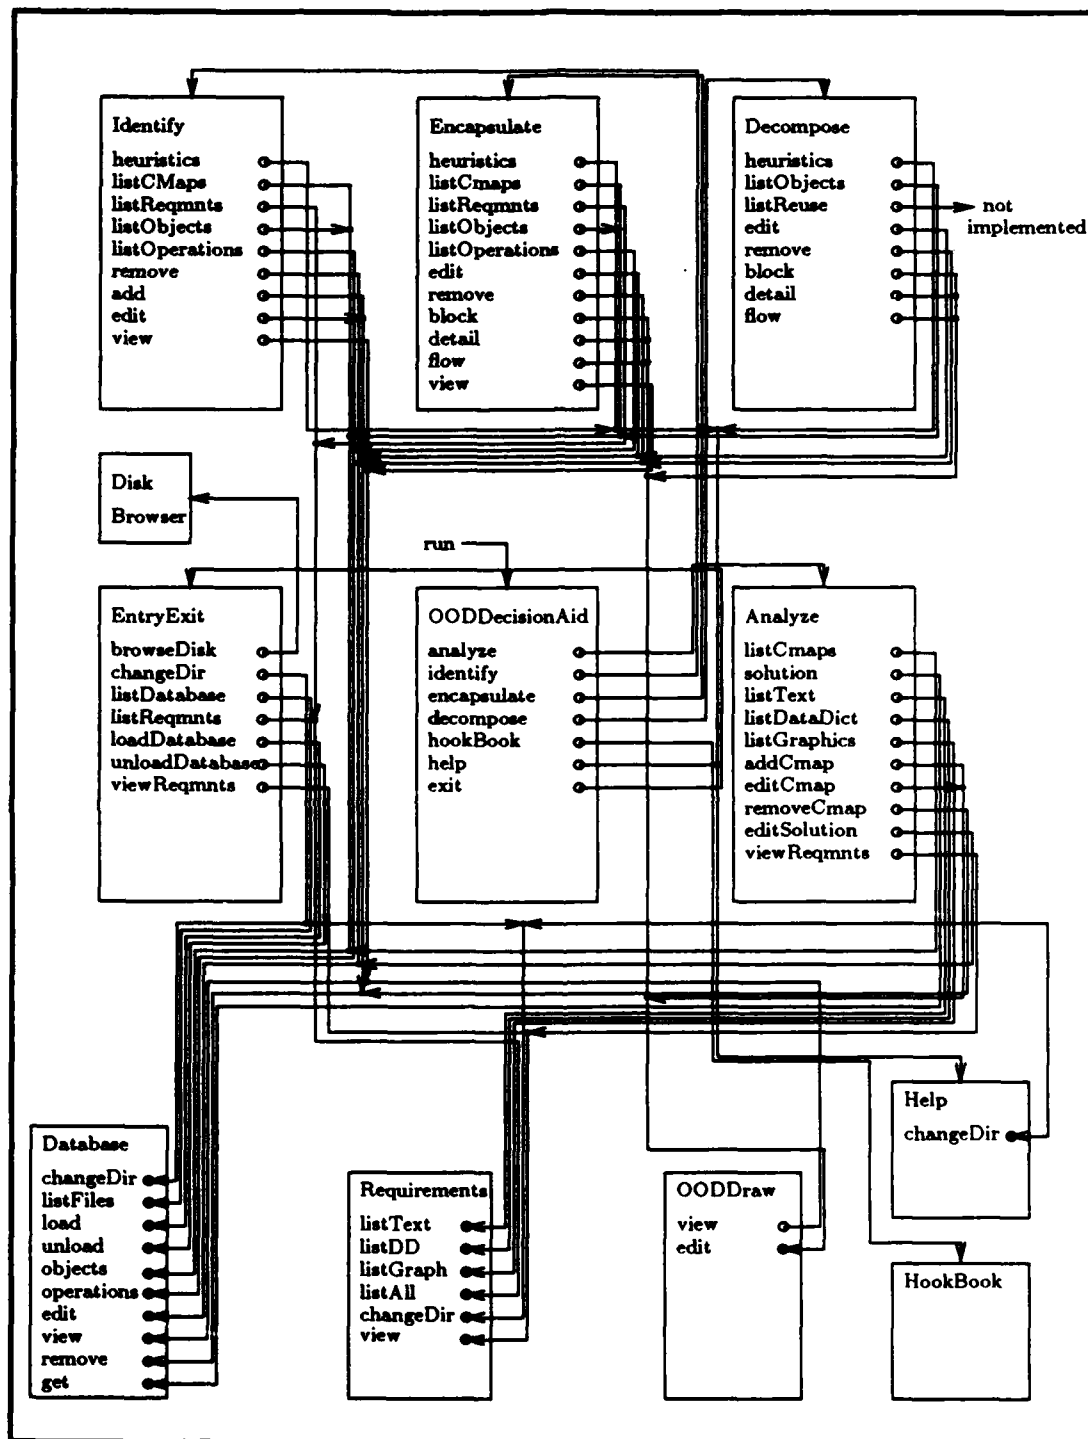 Identify
heuristics
listCMaps
listReqmnts
listObjects
listOperations
remove
add
edit
view
Encapsulate
heuristics
listCmaps
listReqmnts
listObjects
listOperations
edit
remove
block
detail
flow
view
Decompose
heuristics
listObjects
listReuse
edit
remove
block
detail
flow
not
implemented
Disk
Browser
run
EntryExit
browseDisk
changeDir
listDatabase
listReqmnts
loadDatabase
unloadDatabase
viewReqmnts
OODDecisionAid
analyze
identify
encapsulate
decompose
hookBook
help
exit
Analyze
listCmaps
solution
listText
listDataDict
listGraphics
addCmap
editCmap
removeCmap
editSolution
viewReqmnts
Database
changeDir
listFiles
load
unload
objects
operations
edit
view
remove
get
Requirements
listText
listDD
listGraph
listAll
changeDir
view
OODDraw
view
edit
Help
changeDir
HookBook